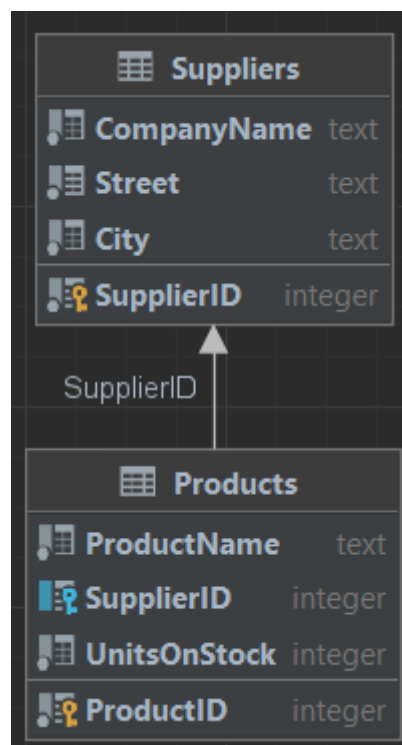 Suppliers
CompanyName text
Street text
City text
SupplierID integer
SupplierID
Products
ProductName text
SupplierID integer
UnitsOnStock integer
ProductID integer